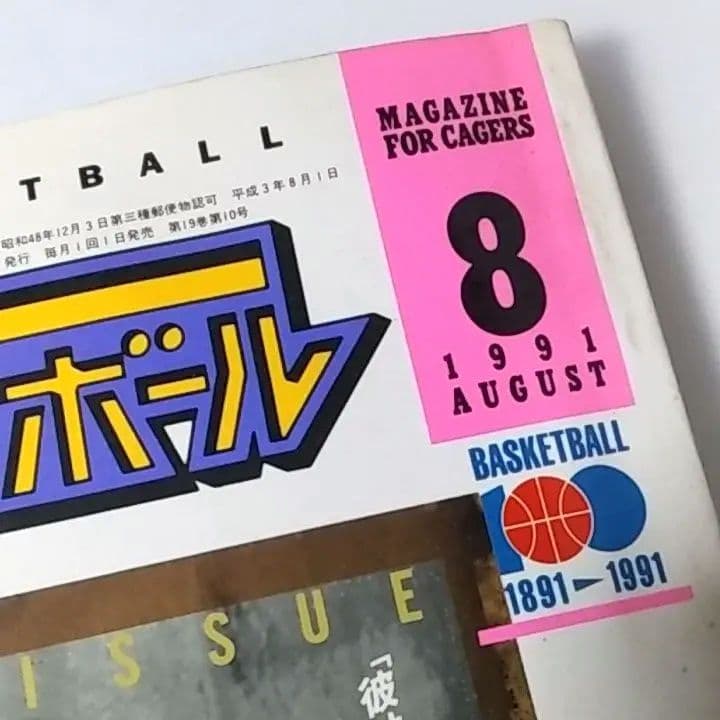 TBALL
昭和48年12月3日第三種郵便物認可 平成3年8月1日
発行 毎月1回1日発売 第19巻第10号
ボール
MAGAZINE
FOR CAGERS
8
1991
AUGUST
BASKETBALL
100
1891 1991
ISSUE
「彼